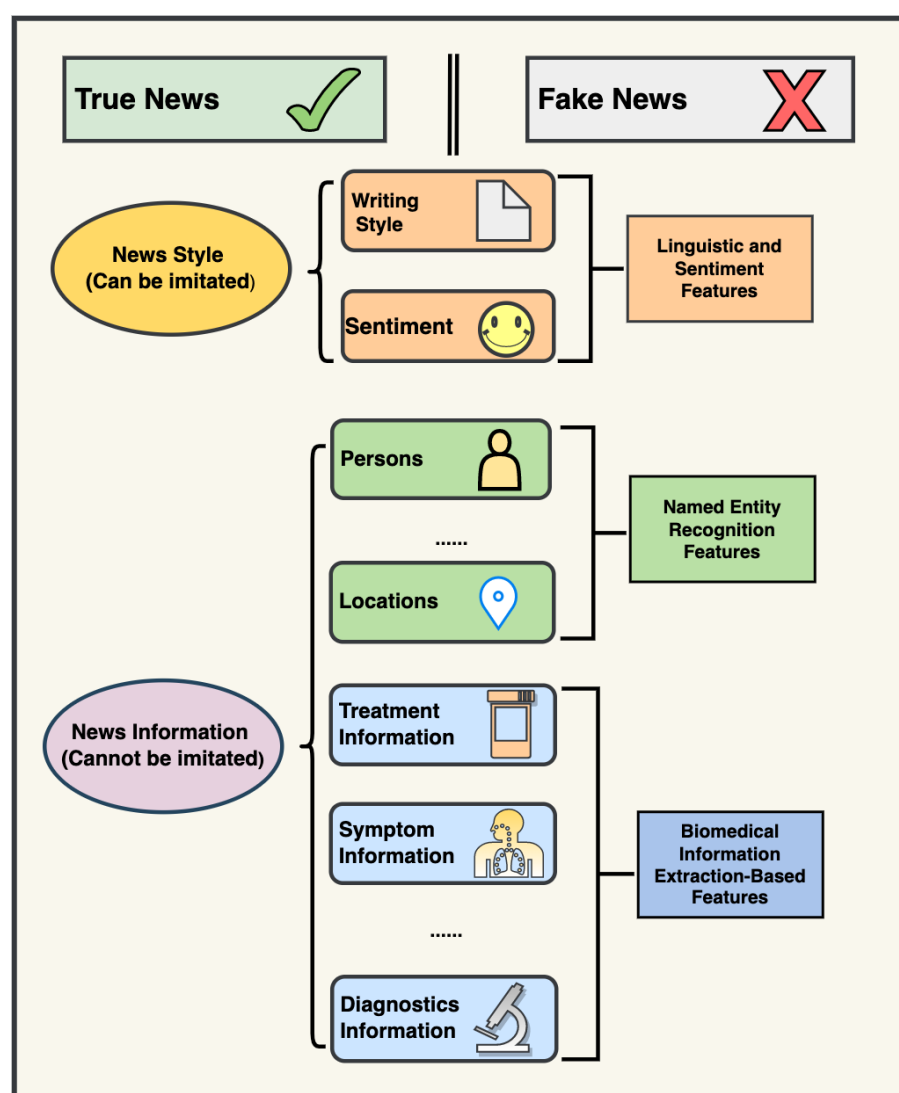 True News
Fake News
News Style
(Can be imitated)
Writing
Style
Sentiment
Linguistic and
Sentiment
Features
News Information
(Cannot be imitated)
Persons
......
Locations
Named Entity
Recognition
Features
Treatment
Information
Symptom
Information
......
Diagnostics
Information
Biomedical
Information
Extraction-Based
Features